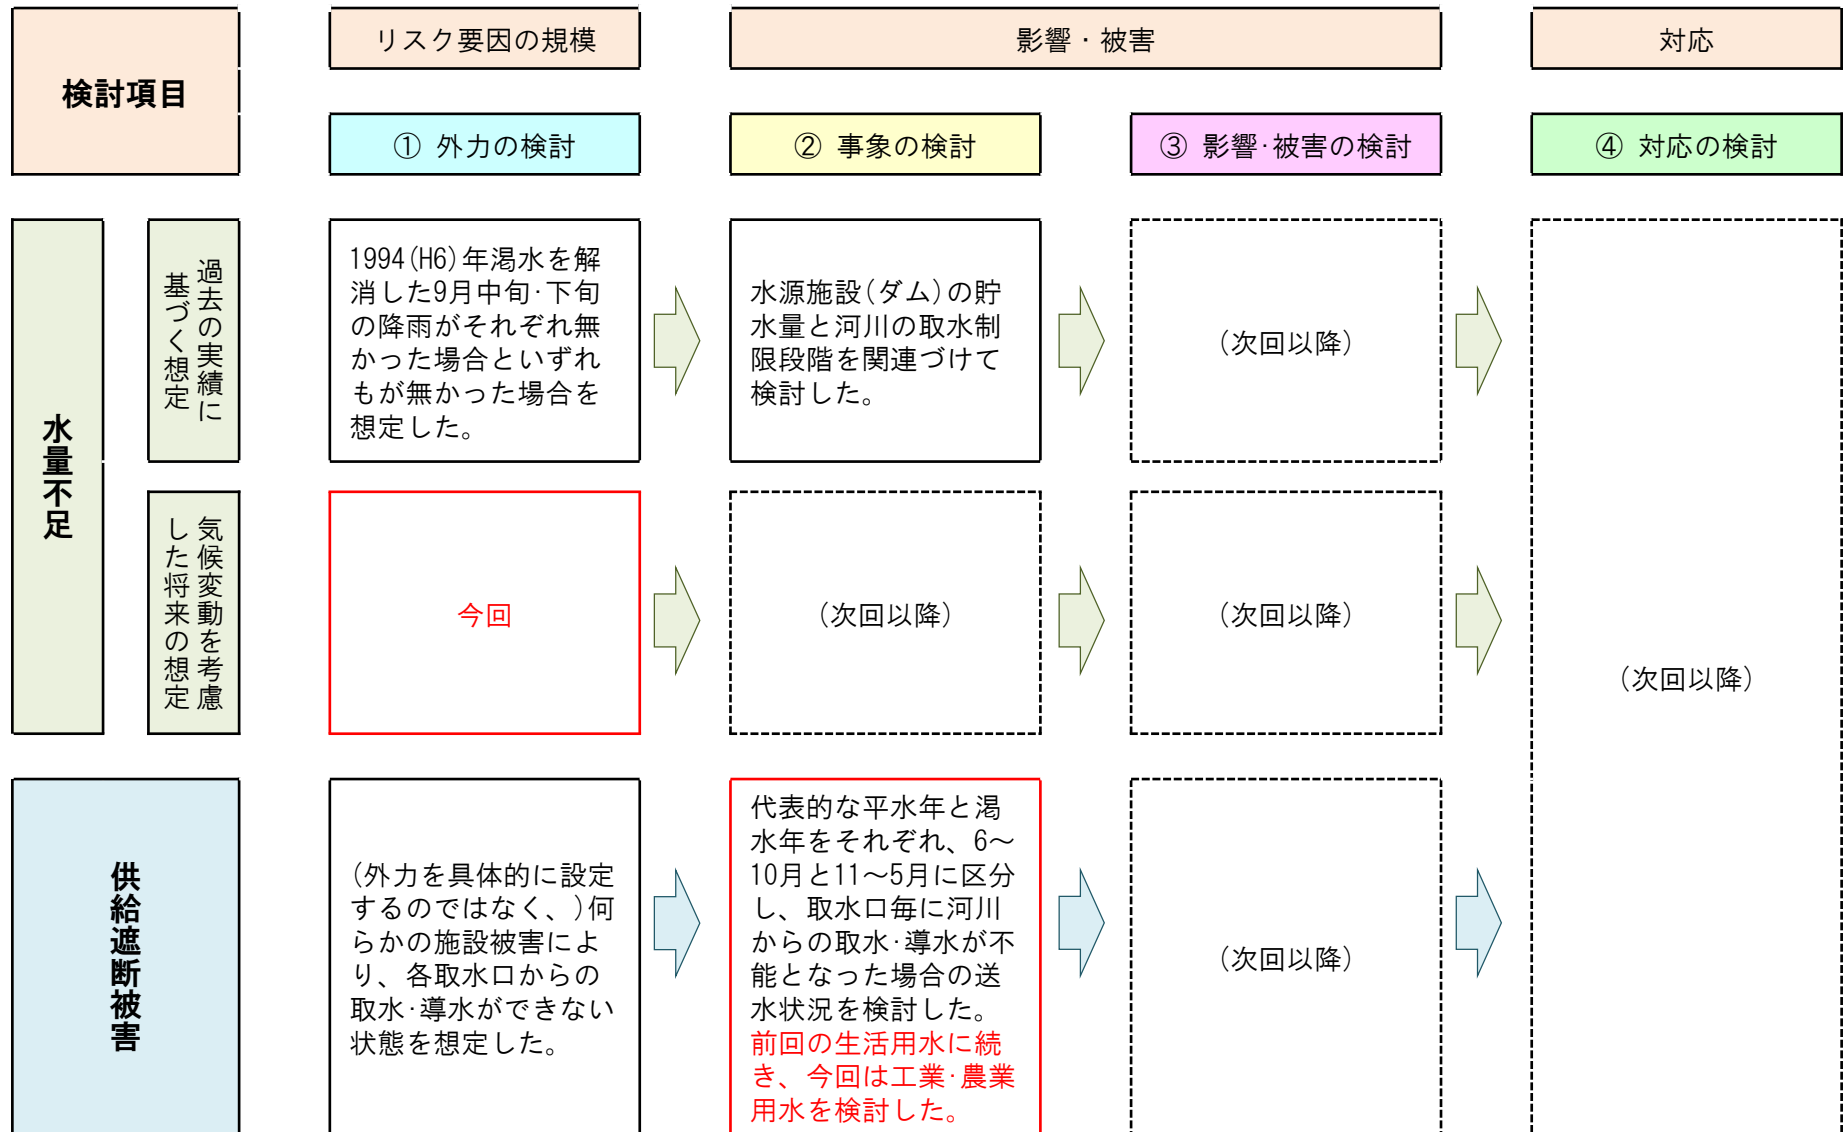 検討項目
リスク要因の規模
影響・被害
対応
① 外力の検討
② 事象の検討
③ 影響･被害の検討
④ 対応の検討
水量不足
過去の実績に
基づく想定
1994(H6)年渇水を解
消した9月中旬･下旬
の降雨がそれぞれ無
かった場合といずれ
もが無かった場合を
想定した。
水源施設(ダム)の貯
水量と河川の取水制
限段階を関連づけて
検討した。
(次回以降)
(次回以降)
気候変動を考慮
した将来の想定
今回
(次回以降)
(次回以降)
供給遮断被害
(外力を具体的に設定
するのではなく、)何
らかの施設被害によ
り、各取水口からの
取水･導水ができない
状態を想定した。
代表的な平水年と渇
水年をそれぞれ、6～
10月と11～5月に区分
し、取水口毎に河川
からの取水･導水が不
能となった場合の送
水状況を検討した。
前回の生活用水に続
き、今回は工業･農業
用水を検討した。
(次回以降)